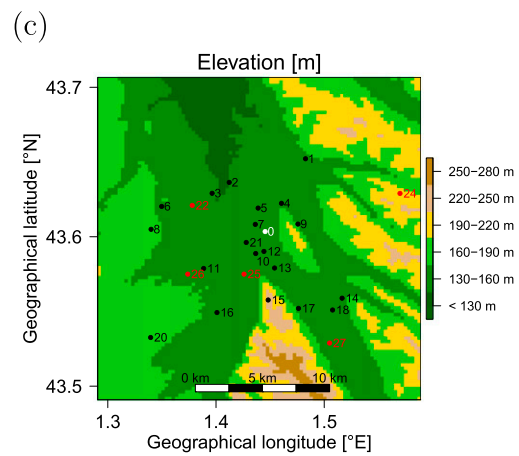 (c)
Elevation [m]
43.7
43.6
43.5
Geographical latitude [°N]
1
2
3
4
5
6
7
8
9
0
24
21
10
11
12
13
14
15
16
17
18
20
27
0 km 5 km 10 km
1.3 1.4 1.5
Geographical longitude [°E]
250−280 m
220−250 m
190−220 m
160−190 m
130−160 m
< 130 m